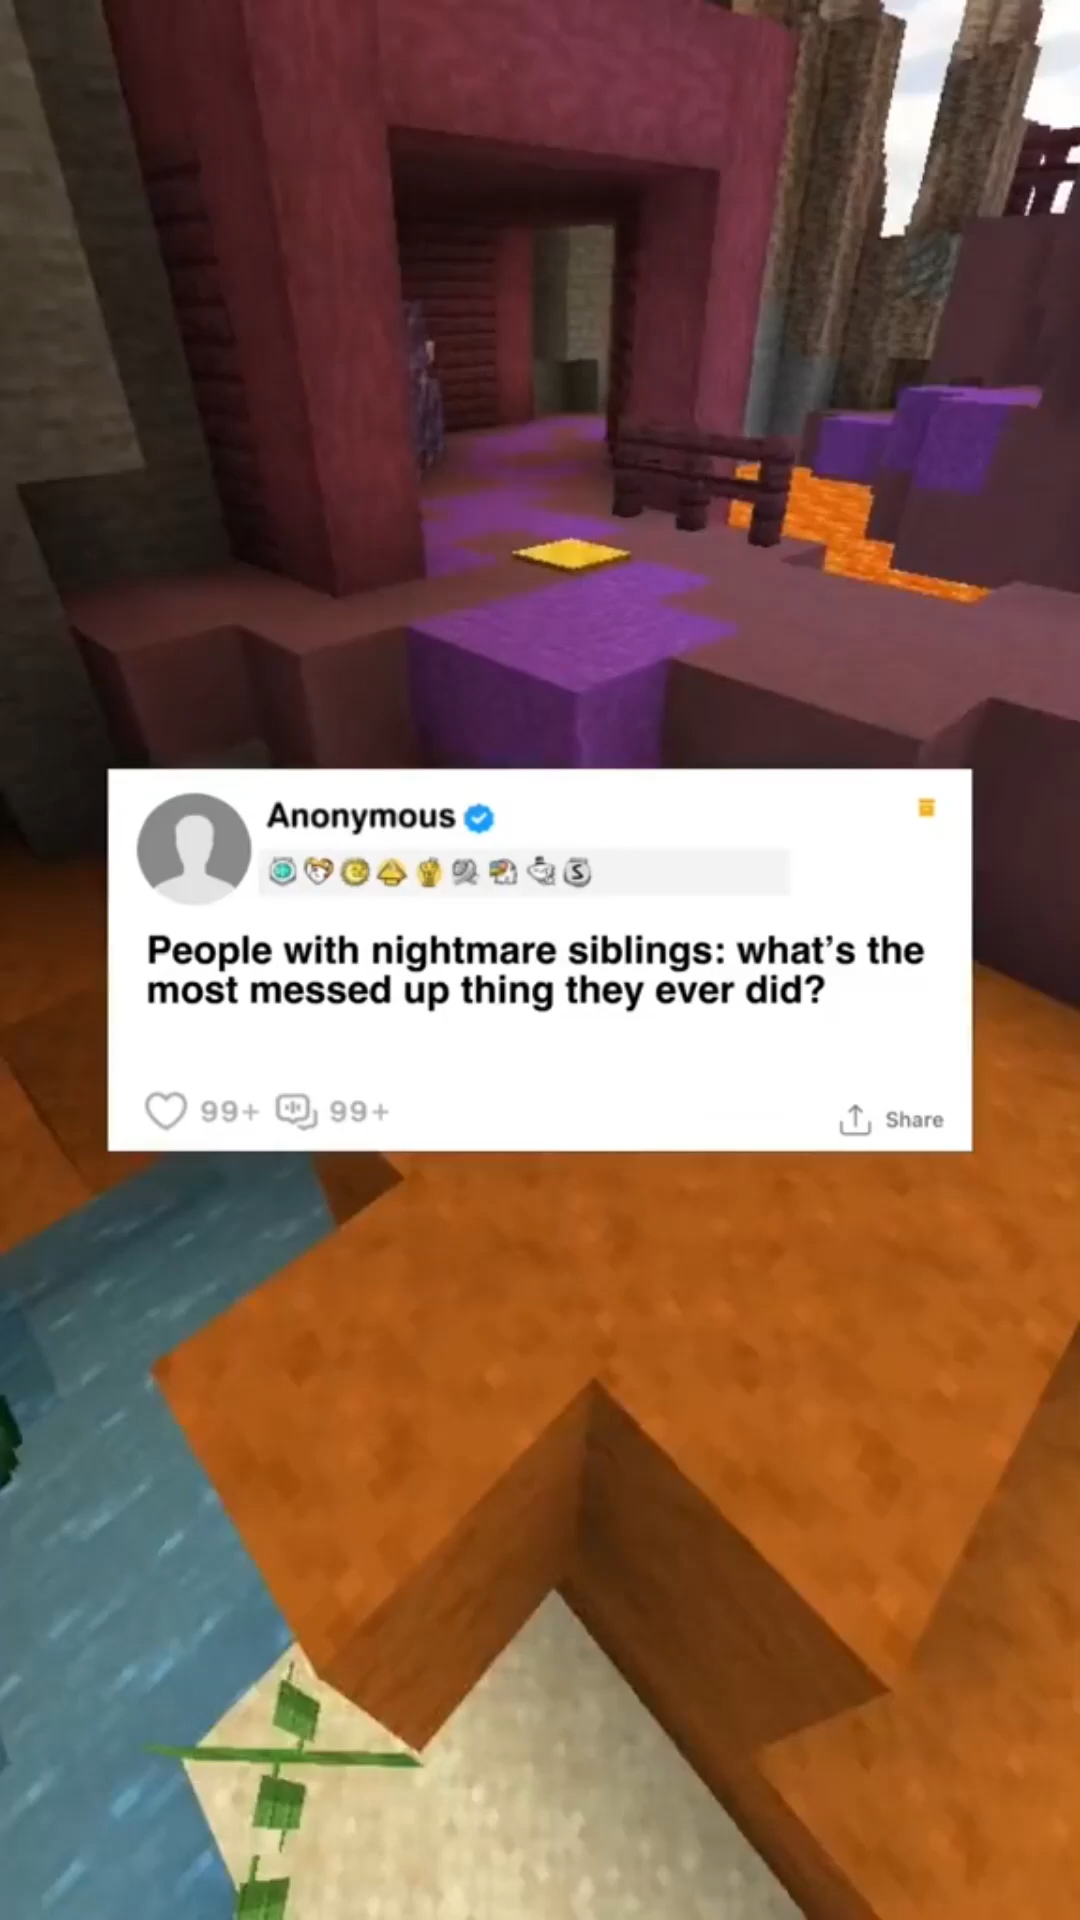 Anonymous
People with nightmare siblings: what’s the
most messed up thing they ever did?
99+ 99+
Share